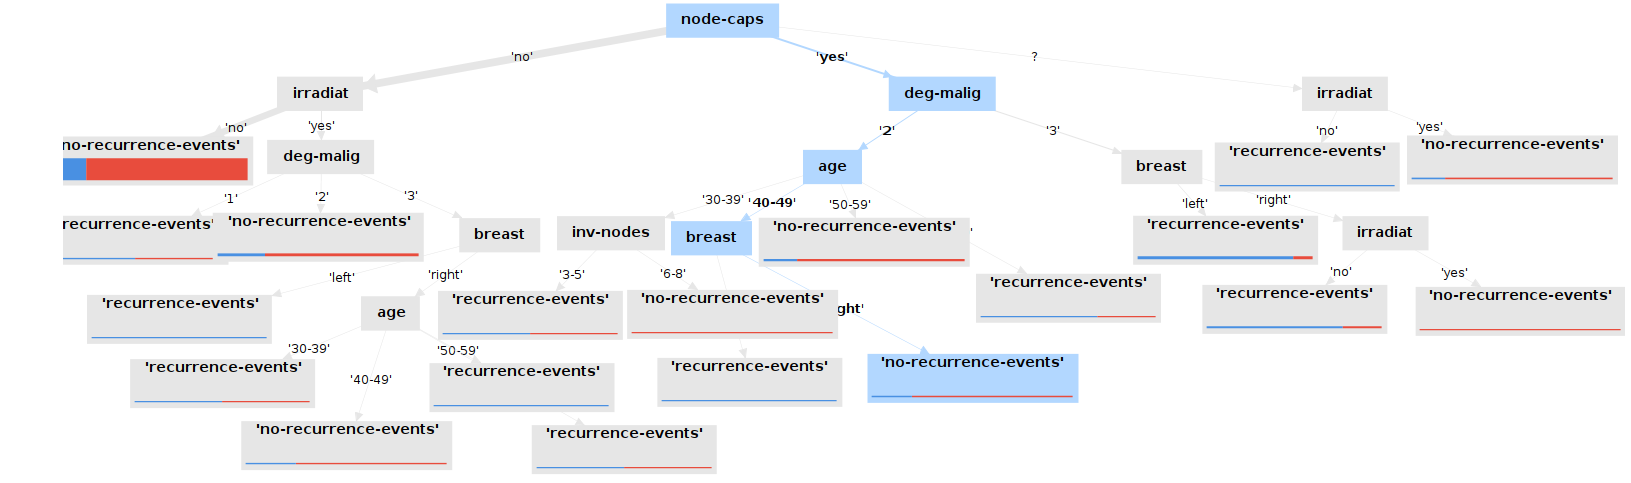 node-caps
'no'
'yes'
?
irradiat
deg-malig
irradiat
'no'
'yes'
'2'
'3'
'no'
'yes'
'no-recurrence-events'
deg-malig
age
breast
'recurrence-events'
'no-recurrence-events'
'1'
'2'
'3'
'30-39'
'40-49'
'50-59'
'left'
'right'
recurrence-events'
'no-recurrence-events'
breast
inv-nodes
breast
'no-recurrence-events'
'recurrence-events'
irradiat
'left'
'right'
'3-5'
'6-8'
'no'
'yes'
'recurrence-events'
age
'recurrence-events'
'no-recurrence-events'
ght'
'recurrence-events'
'recurrence-events'
'no-recurrence-events'
'30-39'
'40-49'
'50-59'
'recurrence-events'
'recurrence-events'
'recurrence-events'
'no-recurrence-events'
'no-recurrence-events'
'recurrence-events'